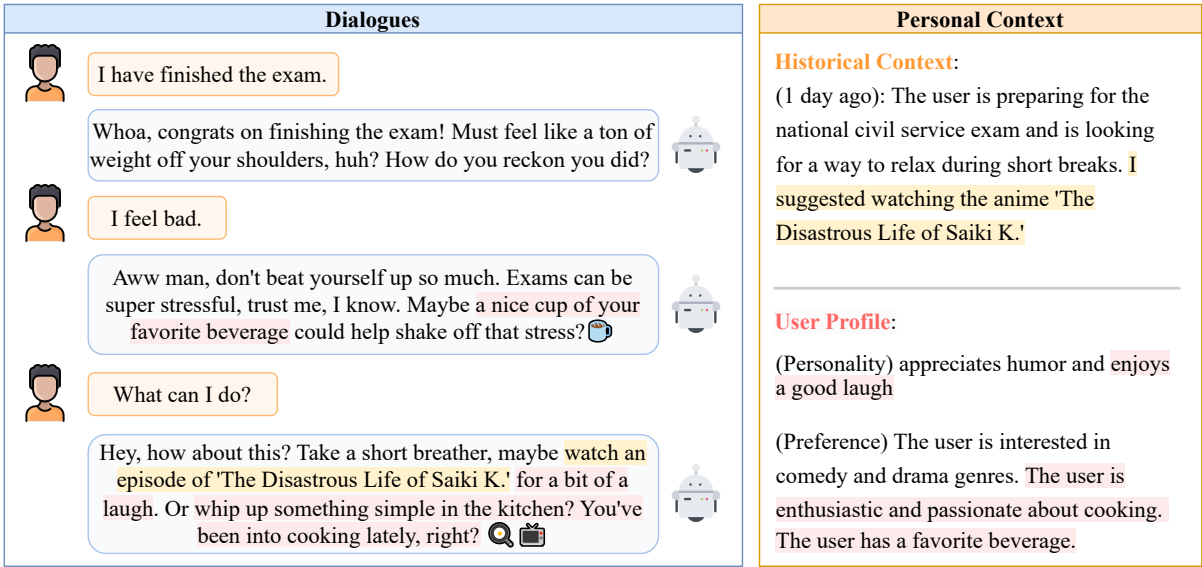 Dialogues
I have finished the exam.
Whoa, congrats on finishing the exam! Must feel like a ton of
weight off your shoulders, huh? How do you reckon you did?
I feel bad.
Aww man, don't beat yourself up so much. Exams can be
super stressful, trust me, I know. Maybe a nice cup of your
favorite beverage could help shake off that stress?
What can I do?
Hey, how about this? Take a short breather, maybe watch an
episode of 'The Disastrous Life of Saiki K.' for a bit of a
laugh. Or whip up something simple in the kitchen? You've
been into cooking lately, right?
Personal Context
Historical Context:
(1 day ago): The user is preparing for the
national civil service exam and is looking
for a way to relax during short breaks. I
suggested watching the anime 'The
Disastrous Life of Saiki K.'
User Profile:
(Personality) appreciates humor and enjoys
a good laugh
(Preference) The user is interested in
comedy and drama genres. The user is
enthusiastic and passionate about cooking.
The user has a favorite beverage.